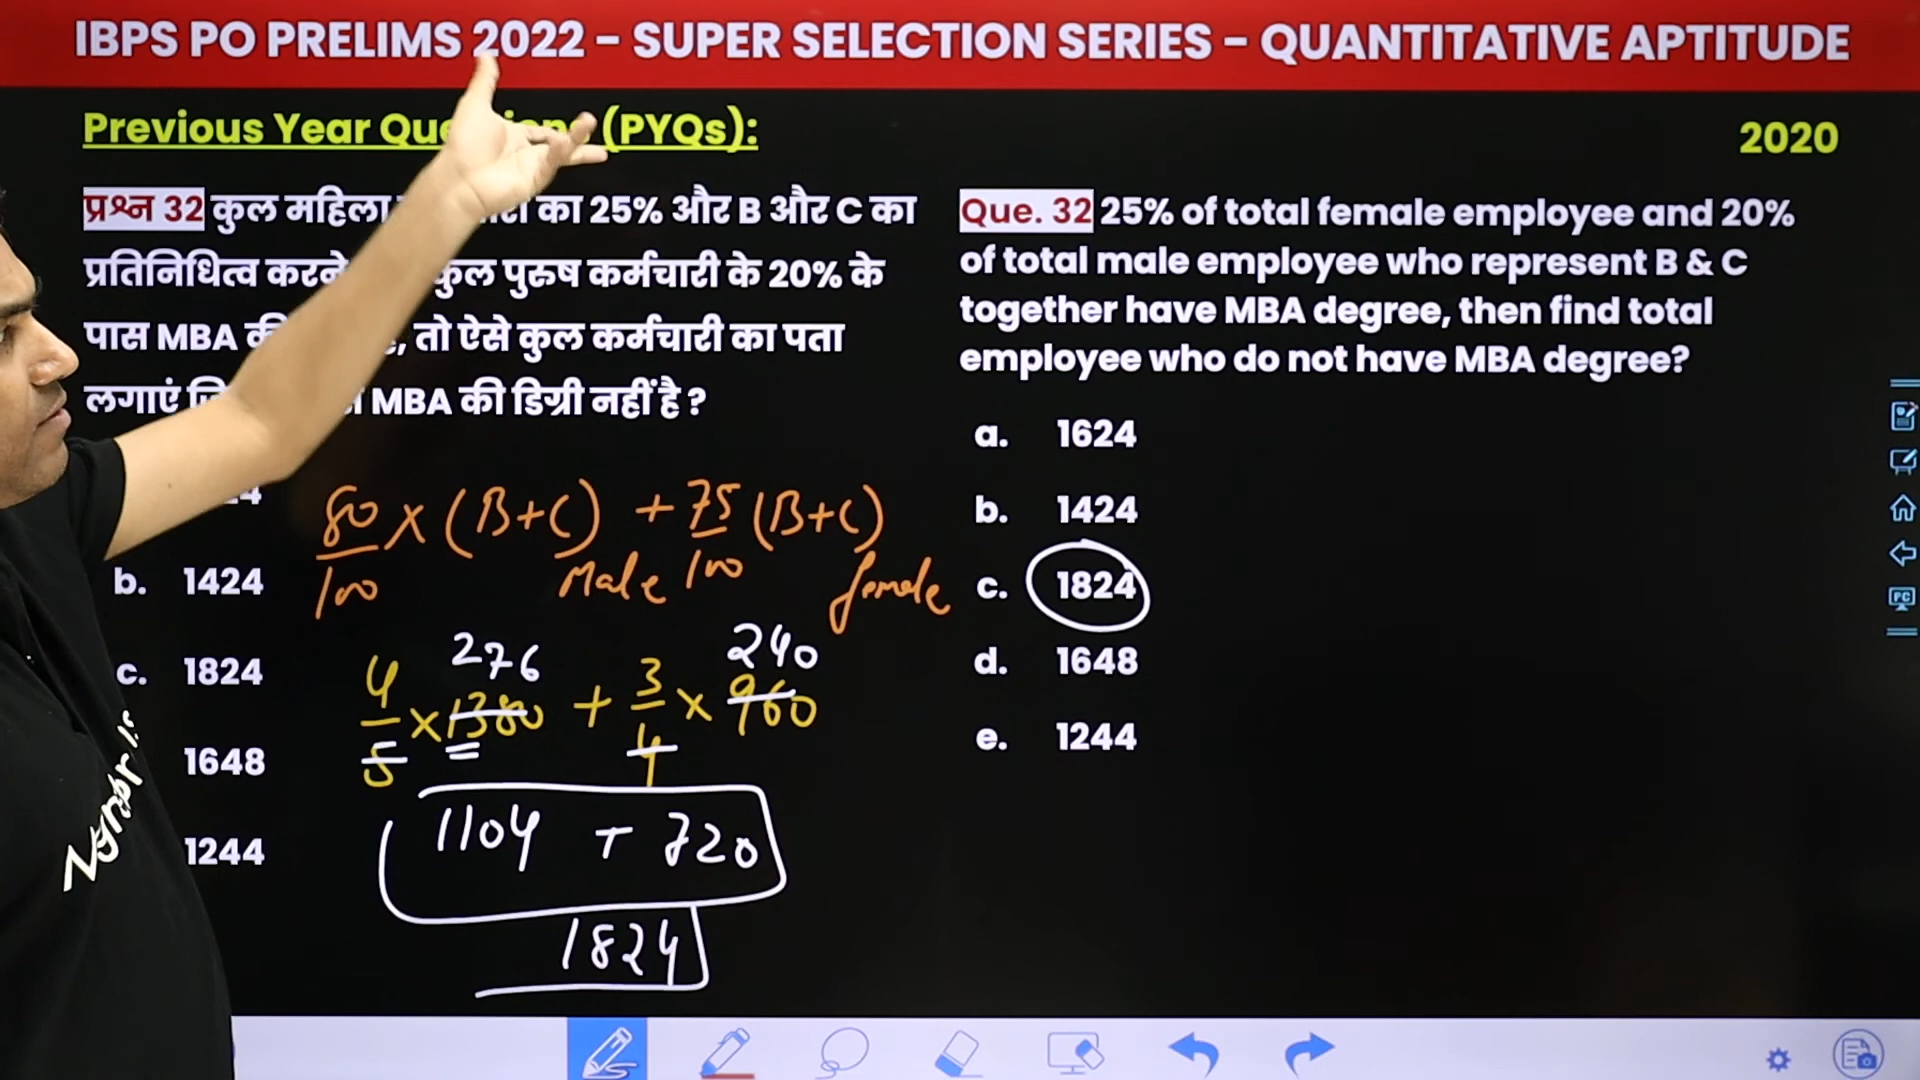 IBPS PO PRELIMS 2022 - SUPER SELECTION SERIES - QUANTITATIVE APTITUDE
Previous Year (PYQs):
2020
प्रश्न 32 कुल महिला का 25% और B और C का
प्रतिनिधित्व कुल पुरुष कर्मचारी के 20% के
पास MBA तो ऐसे कुल कर्मचारी का पता
लगाएं MBA की डिग्री नहीं है ?
b. 1424
c. 1824
1648
1244
Que. 32 25% of total female employee and 20%
of total male employee who represent B & C
together have MBA degree, then find total
employee who do not have MBA degree?
a. 1624
b. 1424
c. 1824
d. 1648
e. 1244
80/100 × (B+C) Male + 75/100 (B+C) female
276 240
4/5 × 1380 + 3/4 × 960
1104 + 720
1824